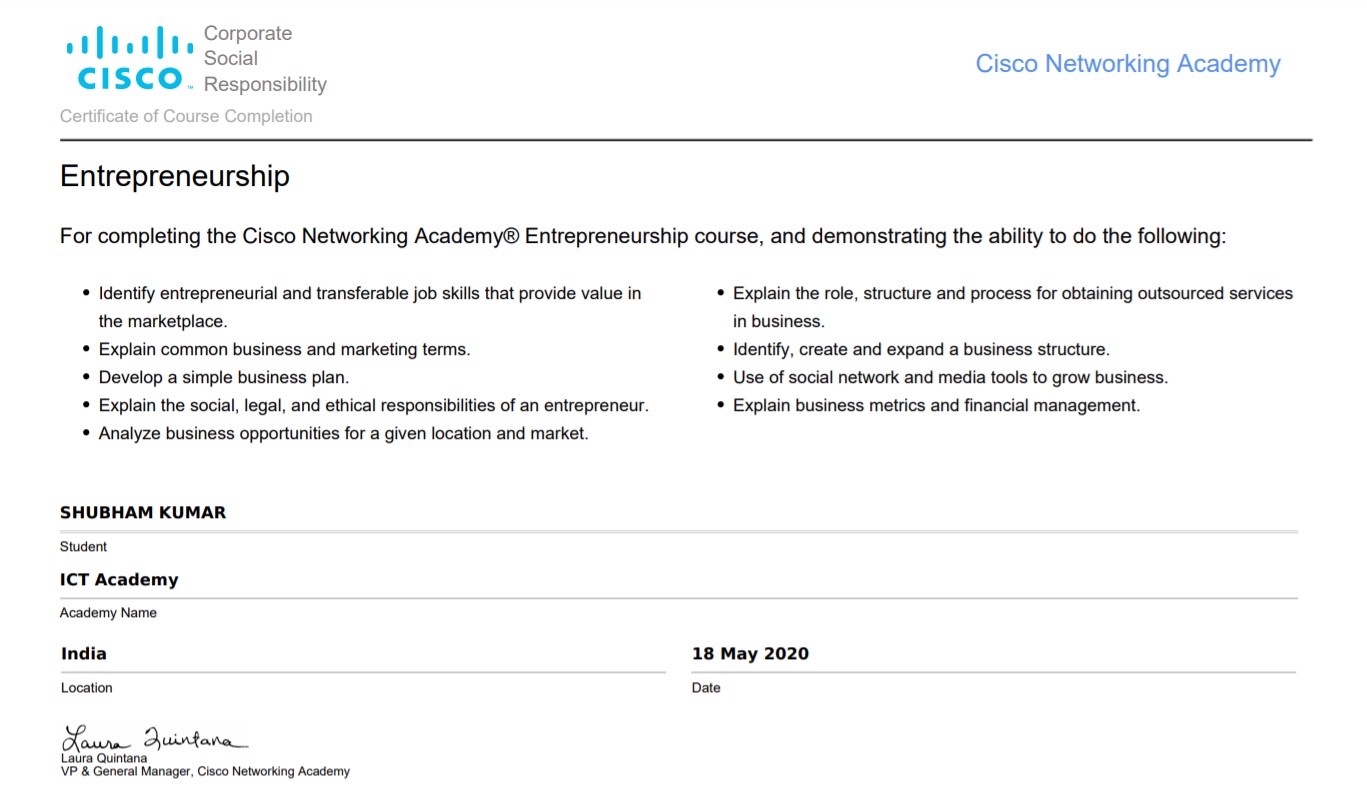 Corporate
Social
CISCO™ Responsibility
Cisco Networking Academy
Certificate of Course Completion
Entrepreneurship
For completing the Cisco Networking Academy® Entrepreneurship course, and demonstrating the ability to do the following:
• Identify entrepreneurial and transferable job skills that provide value in
the marketplace.
• Explain common business and marketing terms.
• Develop a simple business plan.
• Explain the social, legal, and ethical responsibilities of an entrepreneur.
• Analyze business opportunities for a given location and market.
• Explain the role, structure and process for obtaining outsourced services
in business.
• Identify, create and expand a business structure.
• Use of social network and media tools to grow business.
• Explain business metrics and financial management.
SHUBHAM KUMAR
Student
ICT Academy
Academy Name
India
Location
18 May 2020
Date
Laura Quintana
Laura Quintana
VP & General Manager, Cisco Networking Academy